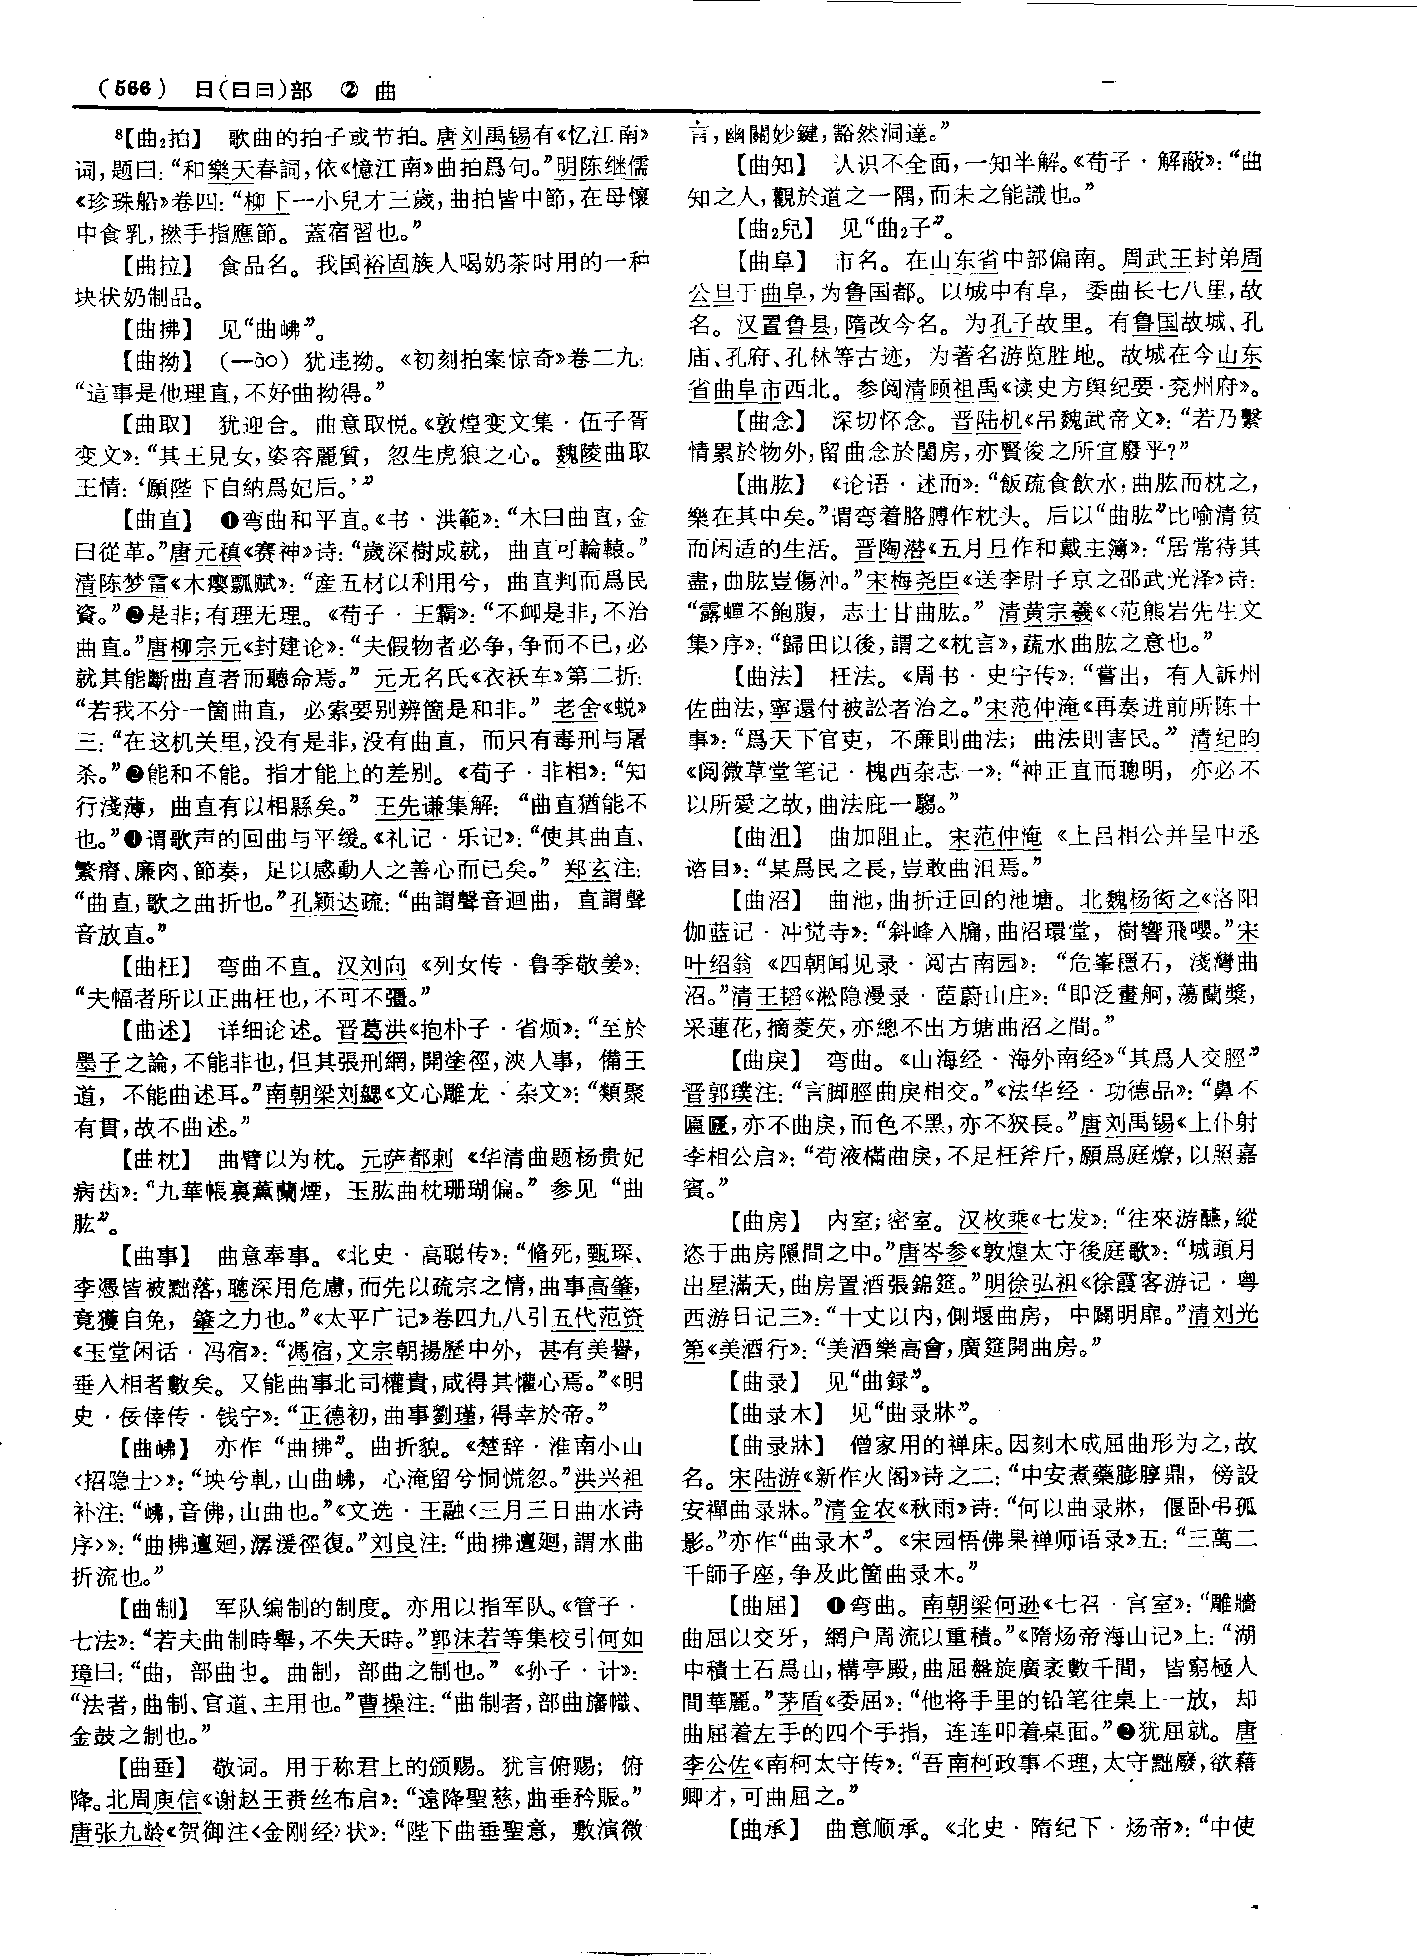 (566) 日(日曰)部 ② 曲
⁸【曲₂拍】 歌曲的拍子或节拍。唐刘禹锡有《忆江南》
词,题曰:“和樂天春詞,依《憶江南》曲拍爲句。”明陈继儒
《珍珠船》卷四:“柳下一小兒才三歲,曲拍皆中節,在母懷
中食乳,撚手指應節。蓋宿習也。”
【曲拉】 食品名。我国裕固族人喝奶茶时用的一种
块状奶制品。
【曲拂】 见“曲岪”。
【曲拗】 (—ào) 犹违拗。《初刻拍案惊奇》卷二九:
“這事是他理直,不好曲拗得。”
【曲取】 犹迎合。曲意取悦。《敦煌变文集·伍子胥
变文》:“其王見女,姿容麗質,忽生虎狼之心。魏陵曲取
王情:‘願陛下自納爲妃后。’”
【曲直】 ❶弯曲和平直。《书·洪範》:“木曰曲直,金
曰從革。”唐元稹《赛神》诗:“歲深樹成就,曲直可輪轅。”
清陈梦雷《木瘿瓢赋》:“産五材以利用兮,曲直判而爲民
資。”❷是非;有理无理。《荀子·王霸》:“不卹是非,不治
曲直。”唐柳宗元《封建论》:“夫假物者必争,争而不已,必
就其能斷曲直者而聽命焉。”元无名氏《衣袄车》第二折:
“若我不分一箇曲直,必索要别辨箇是和非。”老舍《蜕》
三:“在这机关里,没有是非,没有曲直,而只有毒刑与屠
杀。”❷能和不能。指才能上的差别。《荀子·非相》:“知
行淺薄,曲直有以相縣矣。”王先谦集解:“曲直猶能不
也。”❶谓歌声的回曲与平缓。《礼记·乐记》:“使其曲直、
繁瘠、廉肉、節奏,足以感動人之善心而已矣。”郑玄注:
“曲直,歌之曲折也。”孔颖达疏:“曲謂聲音迴曲,直謂聲
音放直。”
【曲枉】 弯曲不直。汉刘向《列女传·鲁季敬姜》:
“夫幅者所以正曲枉也,不可不彊。”
【曲述】 详细论述。晋葛洪《抱朴子·省烦》:“至於
墨子之論,不能非也,但其張刑網,開塗徑,浹人事,備王
道,不能曲述耳。”南朝梁刘勰《文心雕龙·杂文》:“類聚
有貫,故不曲述。”
【曲枕】 曲臂以为枕。元萨都剌《华清曲题杨贵妃
病齿》:“九華帳裏薰蘭煙,玉肱曲枕珊瑚偏。”参见“曲
肱”。
【曲事】 曲意奉事。《北史·高聪传》:“脩死,甄琛、
李憑皆被黜落,聰深用危慮,而先以疏宗之情,曲事高肇,
竟獲自免,肇之力也。”《太平广记》卷四九八引五代范资
《玉堂闲话·冯宿》:“馮宿,文宗朝揚歷中外,甚有美譽,
垂入相者數矣。又能曲事北司權貴,咸得其懽心焉。”《明
史·佞倖传·钱宁》:“正德初,曲事劉瑾,得幸於帝。”
【曲岪】 亦作“曲拂”。曲折貌。《楚辞·淮南小山
〈招隐士〉》:“坱兮軋,山曲岪,心淹留兮恫慌忽。”洪兴祖
补注:“岪,音佛,山曲也。”《文选·王融〈三月三日曲水诗
序〉》:“曲拂邅廻,潺湲徑復。”刘良注:“曲拂邅廻,謂水曲
折流也。”
【曲制】 军队编制的制度。亦用以指军队。《管子·
七法》:“若夫曲制時舉,不失天時。”郭沫若等集校引何如
璋曰:“曲,部曲也。曲制,部曲之制也。”《孙子·计》:
“法者,曲制、官道、主用也。”曹操注:“曲制者,部曲旛幟、
金鼓之制也。”
【曲垂】 敬词。用于称君上的颁赐。犹言俯赐;俯
降。北周庾信《谢赵王赉丝布启》:“遠降聖慈,曲垂矜賑。”
唐张九龄《贺御注〈金刚经〉状》:“陛下曲垂聖意,敷演微
言,幽關妙鍵,豁然洞達。”
【曲知】 认识不全面,一知半解。《荀子·解蔽》:“曲
知之人,觀於道之一隅,而未之能識也。”
【曲₂兒】 见“曲₂子”。
【曲阜】 市名。在山东省中部偏南。周武王封弟周
公旦于曲阜,为鲁国都。以城中有阜,委曲长七八里,故
名。汉置鲁县,隋改今名。为孔子故里。有鲁国故城、孔
庙、孔府、孔林等古迹,为著名游览胜地。故城在今山东
省曲阜市西北。参阅清顾祖禹《读史方舆纪要·兖州府》。
【曲念】 深切怀念。晋陆机《吊魏武帝文》:“若乃繫
情累於物外,留曲念於閨房,亦賢俊之所宜廢乎?”
【曲肱】 《论语·述而》:“飯疏食飲水,曲肱而枕之,
樂在其中矣。”谓弯着胳膊作枕头。后以“曲肱”比喻清贫
而闲适的生活。晋陶潜《五月旦作和戴主簿》:“居常待其
盡,曲肱豈傷沖。”宋梅尧臣《送李尉子京之邵武光泽》诗:
“露蟬不飽腹,志士甘曲肱。”清黄宗羲《〈范熊岩先生文
集〉序》:“歸田以後,謂之《枕言》,蔬水曲肱之意也。”
【曲法】 枉法。《周书·史宁传》:“嘗出,有人訴州
佐曲法,寧還付被訟者治之。”宋范仲淹《再奏进前所陈十
事》:“爲天下官吏,不廉則曲法;曲法則害民。”清纪昀
《阅微草堂笔记·槐西杂志一》:“神正直而聰明,亦必不
以所愛之故,曲法庇一騶。”
【曲沮】 曲加阻止。宋范仲淹《上吕相公并呈中丞
谘目》:“某爲民之長,豈敢曲沮焉。”
【曲沼】 曲池,曲折迂回的池塘。北魏杨衒之《洛阳
伽蓝记·冲觉寺》:“斜峰入牖,曲沼環堂,樹響飛嚶。”宋
叶绍翁《四朝闻见录·阅古南园》:“危峯穩石,淺灣曲
沼。”清王韬《淞隐漫录·茝蔚山庄》:“即泛畫舸,蕩蘭槳,
采蓮花,摘菱芡,亦總不出方塘曲沼之間。”
【曲戾】 弯曲。《山海经·海外南经》“其爲人交脛”
晋郭璞注:“言脚脛曲戾相交。”《法华经·功德品》:“鼻不
匾㔸,亦不曲戾,而色不黑,亦不狹長。”唐刘禹锡《上仆射
李相公启》:“苟液樠曲戾,不足枉斧斤,願爲庭燎,以照嘉
賓。”
【曲房】 内室;密室。汉枚乘《七发》:“往來游醼,縱
恣于曲房隱間之中。”唐岑参《敦煌太守後庭歌》:“城頭月
出星滿天,曲房置酒張錦筵。”明徐弘祖《徐霞客游记·粤
西游日记三》:“十丈以内,側堰曲房,中闢明扉。”清刘光
第《美酒行》:“美酒樂高會,廣筵開曲房。”
【曲录】 见“曲録”。
【曲录木】 见“曲录牀”。
【曲录牀】 僧家用的禅床。因刻木成屈曲形为之,故
名。宋陆游《新作火阁》诗之二:“中安煮藥膨脝鼎,傍設
安禪曲录牀。”清金农《秋雨》诗:“何以曲录牀,偃卧弔孤
影。”亦作“曲录木”。《宋园悟佛果禅师语录》五:“三萬二
千師子座,争及此箇曲录木。”
【曲屈】 ❶弯曲。南朝梁何逊《七召·宫室》:“雕牆
曲屈以交牙,網户周流以重積。”《隋炀帝海山记》上:“湖
中積土石爲山,構亭殿,曲屈盤旋廣袤數千間,皆窮極人
間華麗。”茅盾《委屈》:“他将手里的铅笔往桌上一放,却
曲屈着左手的四个手指,连连叩着桌面。”❷犹屈就。唐
李公佐《南柯太守传》:“吾南柯政事不理,太守黜廢,欲藉
卿才,可曲屈之。”
【曲承】 曲意顺承。《北史·隋纪下·炀帝》:“中使